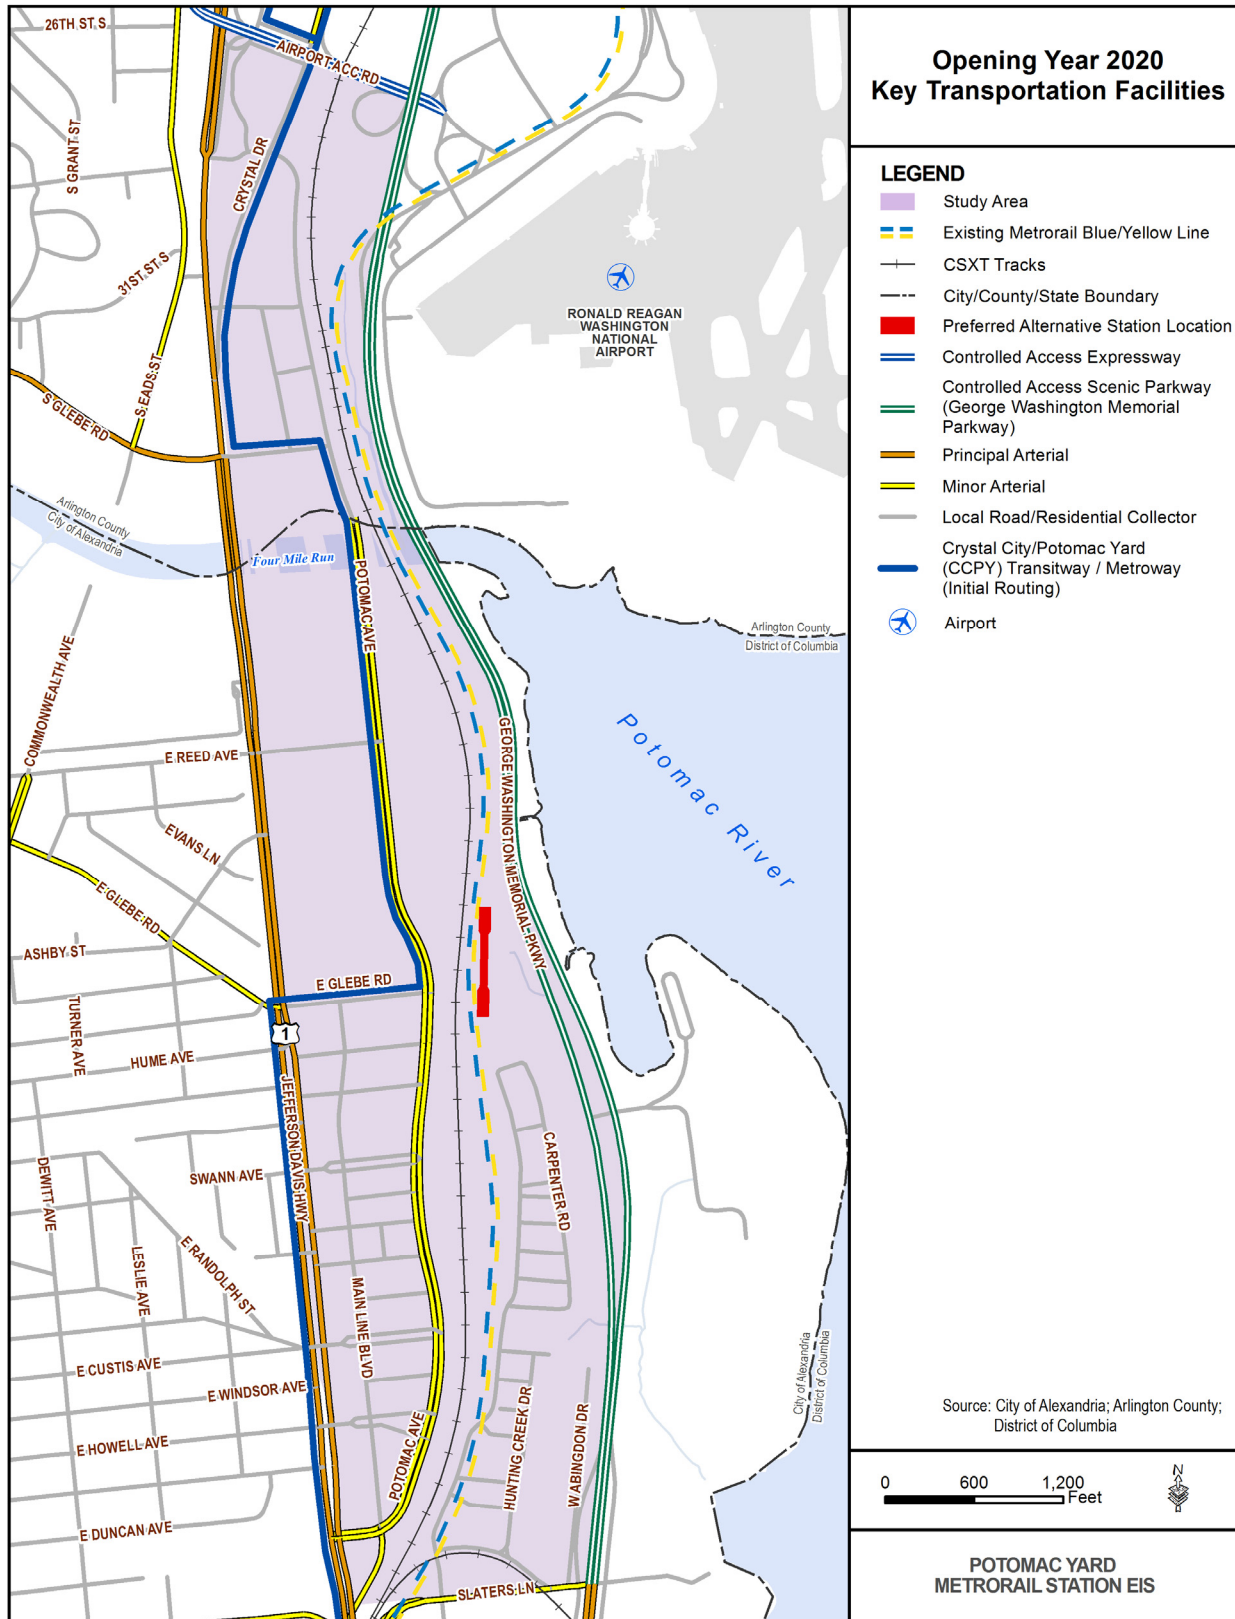 26TH ST S
AIRPORT ACC RD
S GRANT ST
CRYSTAL DR
31ST ST S
S EADS ST
S GLEBE RD
RONALD REAGAN
WASHINGTON
NATIONAL
AIRPORT
Arlington County
City of Alexandria
Four Mile Run
POTOMAC AVE
Arlington County
District of Columbia
COMMONWEALTH AVE
E REED AVE
EVANS LN
E GLEBE RD
GEORGE WASHINGTON MEMORIAL PKWY
Potomac River
ASHBY ST
E GLEBE RD
TURNER AVE
1
HUME AVE
JEFFERSON DAVIS HWY
CARPENTER RD
SWANN AVE
DEWITT AVE
LESLIE AVE
E RANDOLPH ST
MAIN LINE BLVD
E CUSTIS AVE
E WINDSOR AVE
City of Alexandria
District of Columbia
E HOWELL AVE
POTOMAC AVE
HUNTING CREEK DR
W ABINGDON DR
E DUNCAN AVE
SLATERS LN
Opening Year 2020
Key Transportation Facilities
LEGEND
Study Area
Existing Metrorail Blue/Yellow Line
CSXT Tracks
City/County/State Boundary
Preferred Alternative Station Location
Controlled Access Expressway
Controlled Access Scenic Parkway
(George Washington Memorial
Parkway)
Principal Arterial
Minor Arterial
Local Road/Residential Collector
Crystal City/Potomac Yard
(CCPY) Transitway / Metroway
(Initial Routing)
Airport
Source: City of Alexandria; Arlington County;
District of Columbia
0 600 1,200
Feet
N
POTOMAC YARD
METRORAIL STATION EIS